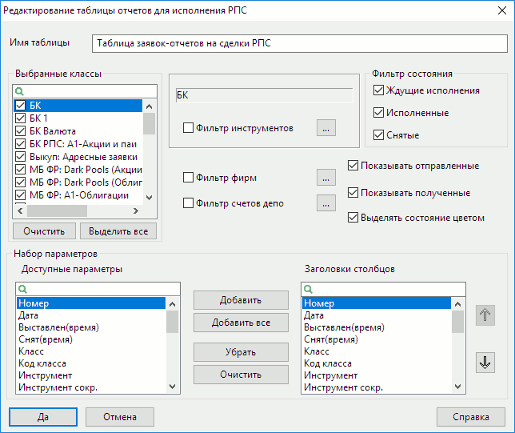 Редактирование таблицы отчетов для исполнения РПС
Имя таблицы
Таблица заявок-отчетов на сделки РПС
Выбранные классы
БК
БК 1
БК Валюта
БК РПС: А1-Акции и паи
Выкуп: Адресные заявки
МБ ФР: Dark Pools (Акции
МБ ФР: Dark Pools (Облиг
МБ ФР: А1-Облигации
Очистить
Выделить все
БК
Фильтр инструментов
...
Фильтр состояния
Ждущие исполнения
Исполненные
Снятые
Фильтр фирм
...
Фильтр счетов депо
...
Показывать отправленные
Показывать полученные
Выделять состояние цветом
Набор параметров
Доступные параметры
Номер
Дата
Выставлен(время)
Снят(время)
Класс
Код класса
Инструмент
Инструмент сокр.
Добавить
Добавить все
Убрать
Очистить
Заголовки столбцов
Номер
Дата
Выставлен(время)
Снят(время)
Класс
Код класса
Инструмент
Инструмент сокр.
Да
Отмена
Справка